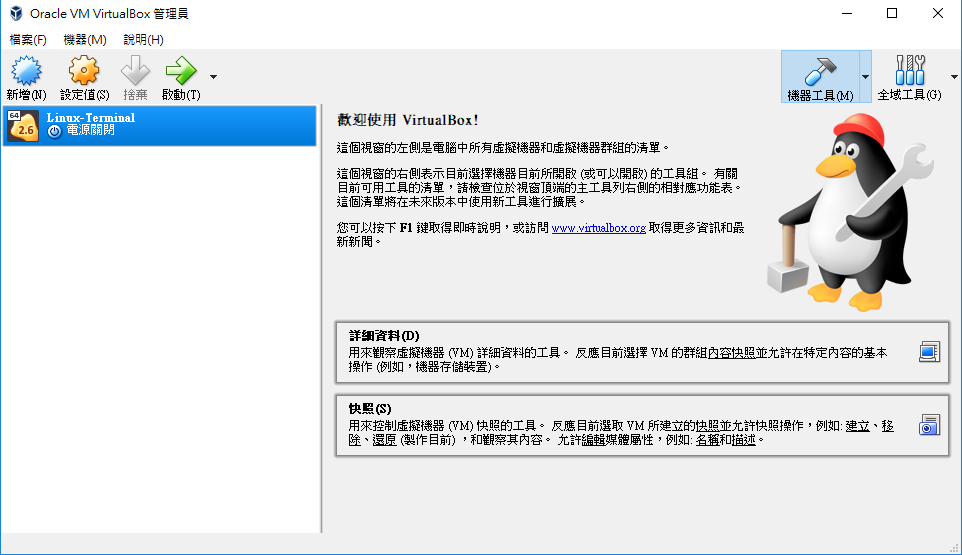 Oracle VM VirtualBox 管理員
檔案(F) 機器(M) 說明(H)
新增(N) 設定值(S) 捨棄 啟動(T) 機器工具(M) 全域工具(G)
64
2.6
Linux-Terminal
電源關閉
歡迎使用 VirtualBox!
這個視窗的左側是電腦中所有虛擬機器和虛擬機器群組的清單。
這個視窗的右側表示目前選擇機器目前所開啟 (或可以開啟) 的工具組。 有關
目前可用工具的清單，請檢查位於視窗頂端的主工具列右側的相對應功能表。
這個清單將在未來版本中使用新工具進行擴展。
您可以按下 F1 鍵取得即時說明，或訪問 www.virtualbox.org 取得更多資訊和最
新新聞。
詳細資料(D)
用來觀察虛擬機器 (VM) 詳細資料的工具。 反應目前選擇 VM 的群組內容快照並允許在特定內容的基本
操作 (例如，機器存儲裝置)。
快照(S)
用來控制虛擬機器 (VM) 快照的工具。 反應目前選取 VM 所建立的快照並允許快照操作，例如: 建立、移
除、還原 (製作目前) ，和觀察其內容。 允許編輯媒體屬性，例如: 名稱和描述。